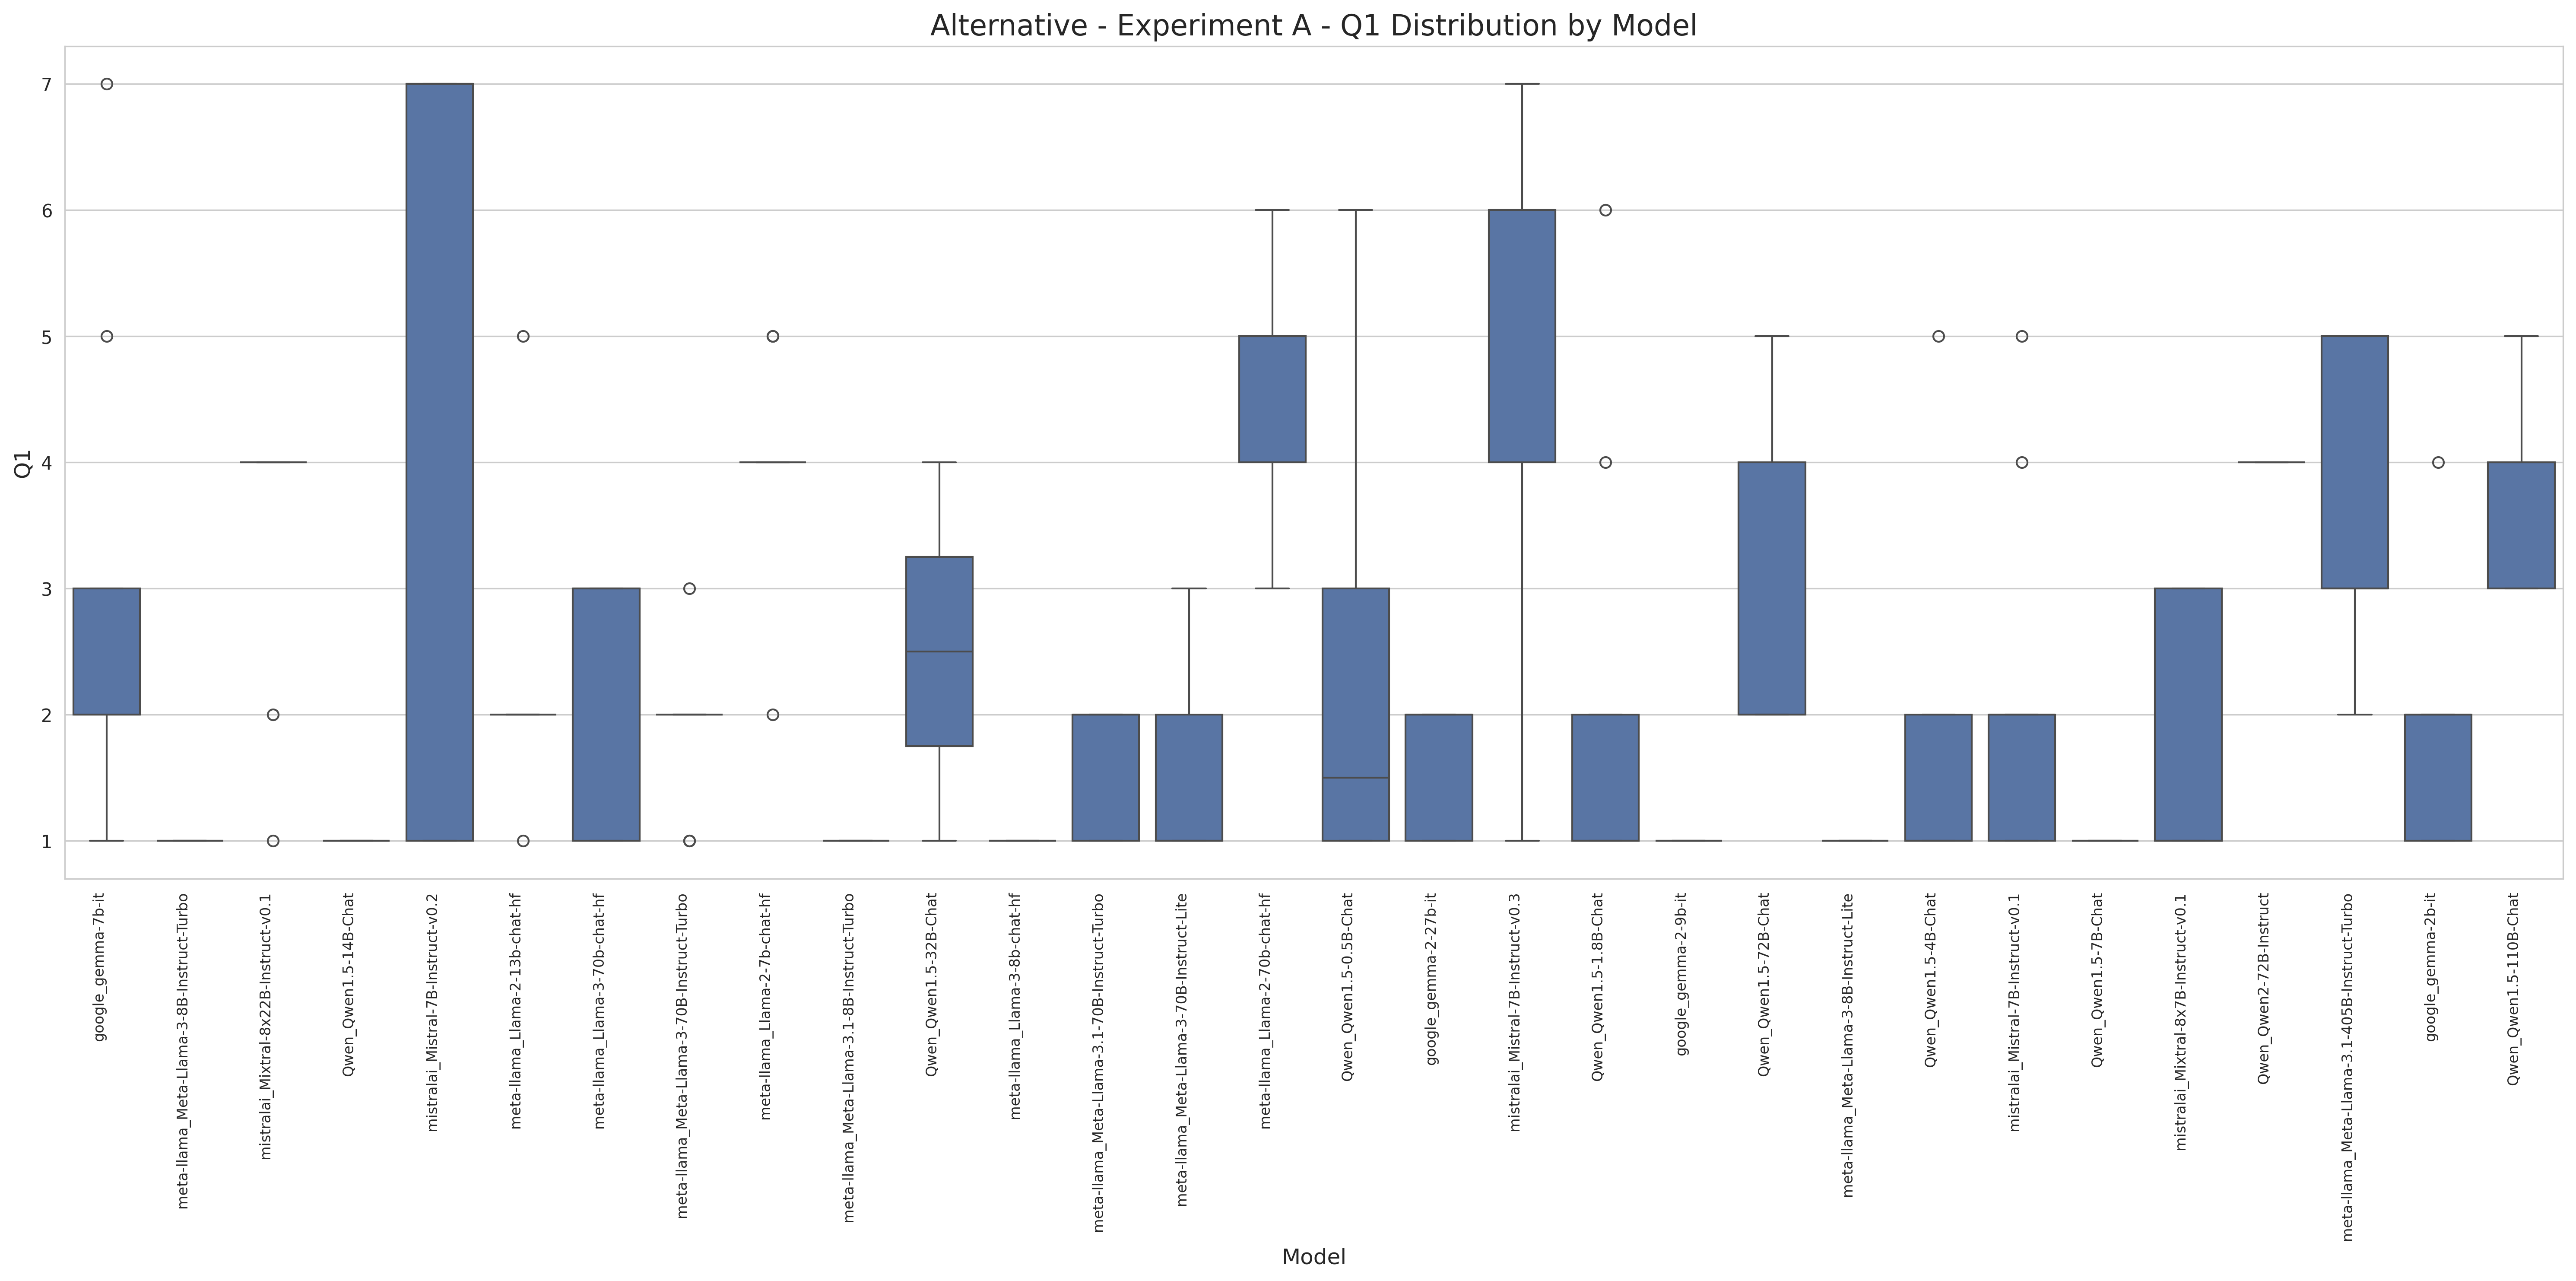 Alternative - Experiment A - Q1 Distribution by Model
Q1
7
6
5
4
3
2
1
google_gemma-7b-it
meta-llama_Meta-Llama-3-8B-Instruct-Turbo
mistralai_Mixtral-8x22B-Instruct-v0.1
Qwen_Qwen1.5-14B-Chat
mistralai_Mistral-7B-Instruct-v0.2
meta-llama_Llama-2-13b-chat-hf
meta-llama_Llama-3-70b-chat-hf
meta-llama_Meta-Llama-3-70B-Instruct-Turbo
meta-llama_Llama-2-7b-chat-hf
meta-llama_Meta-Llama-3.1-8B-Instruct-Turbo
Qwen_Qwen1.5-32B-Chat
meta-llama_Llama-3-8b-chat-hf
meta-llama_Meta-Llama-3.1-70B-Instruct-Turbo
meta-llama_Meta-Llama-3-70B-Instruct-Lite
meta-llama_Llama-2-70b-chat-hf
Qwen_Qwen1.5-0.5B-Chat
google_gemma-2-27b-it
mistralai_Mistral-7B-Instruct-v0.3
Qwen_Qwen1.5-1.8B-Chat
google_gemma-2-9b-it
Qwen_Qwen1.5-72B-Chat
meta-llama_Meta-Llama-3-8B-Instruct-Lite
Qwen_Qwen1.5-4B-Chat
mistralai_Mistral-7B-Instruct-v0.1
Qwen_Qwen1.5-7B-Chat
mistralai_Mixtral-8x7B-Instruct-v0.1
Qwen_Qwen2-72B-Instruct
meta-llama_Meta-Llama-3.1-405B-Instruct-Turbo
google_gemma-2b-it
Qwen_Qwen1.5-110B-Chat
Model